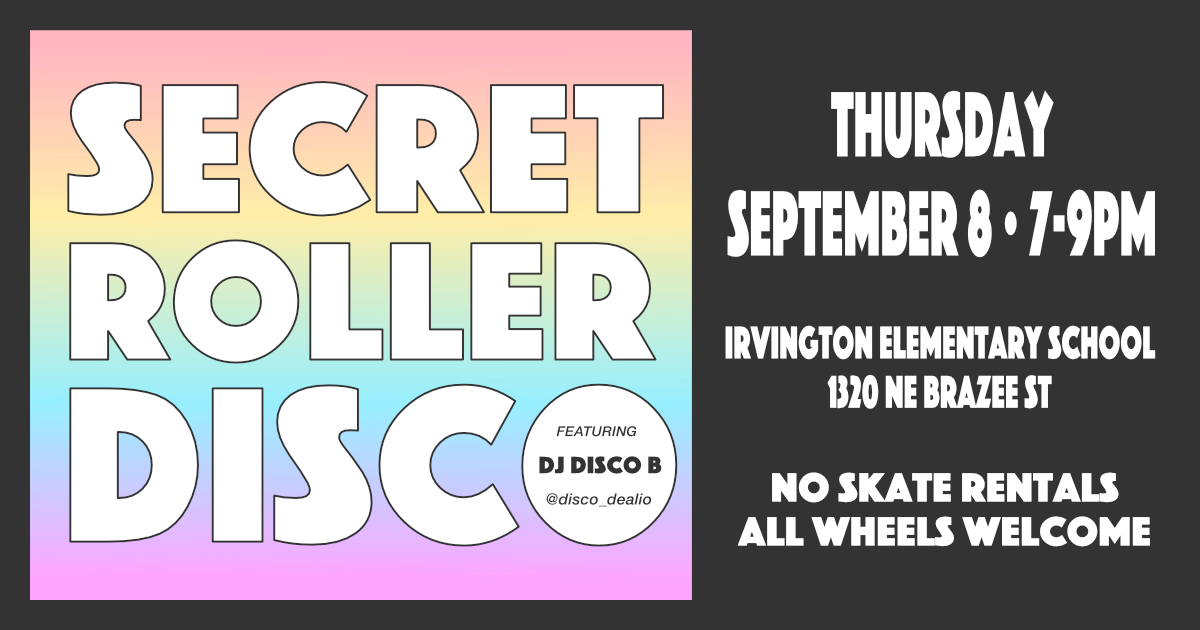 SECRET
ROLLER
DISCO
FEATURING
DJ DISCO B
@disco_dealio
THURSDAY
SEPTEMBER 8 • 7-9PM
IRVINGTON ELEMENTARY SCHOOL
1320 NE BRAZEE ST
NO SKATE RENTALS
ALL WHEELS WELCOME